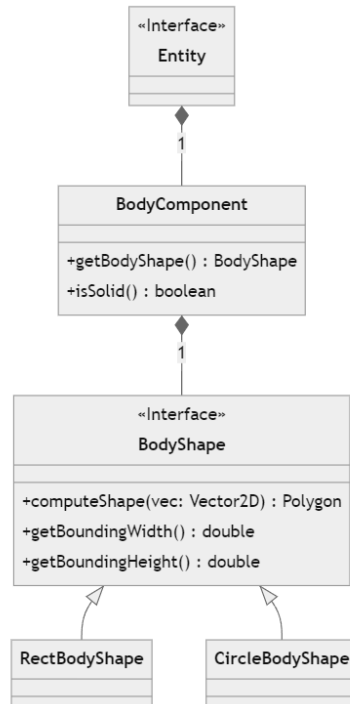 «Interface»
Entity
1
BodyComponent
+getBodyShape() : BodyShape
+isSolid() : boolean
1
«Interface»
BodyShape
+computeShape(vec: Vector2D) : Polygon
+getBoundingWidth() : double
+getBoundingHeight() : double
RectBodyShape
CircleBodyShape